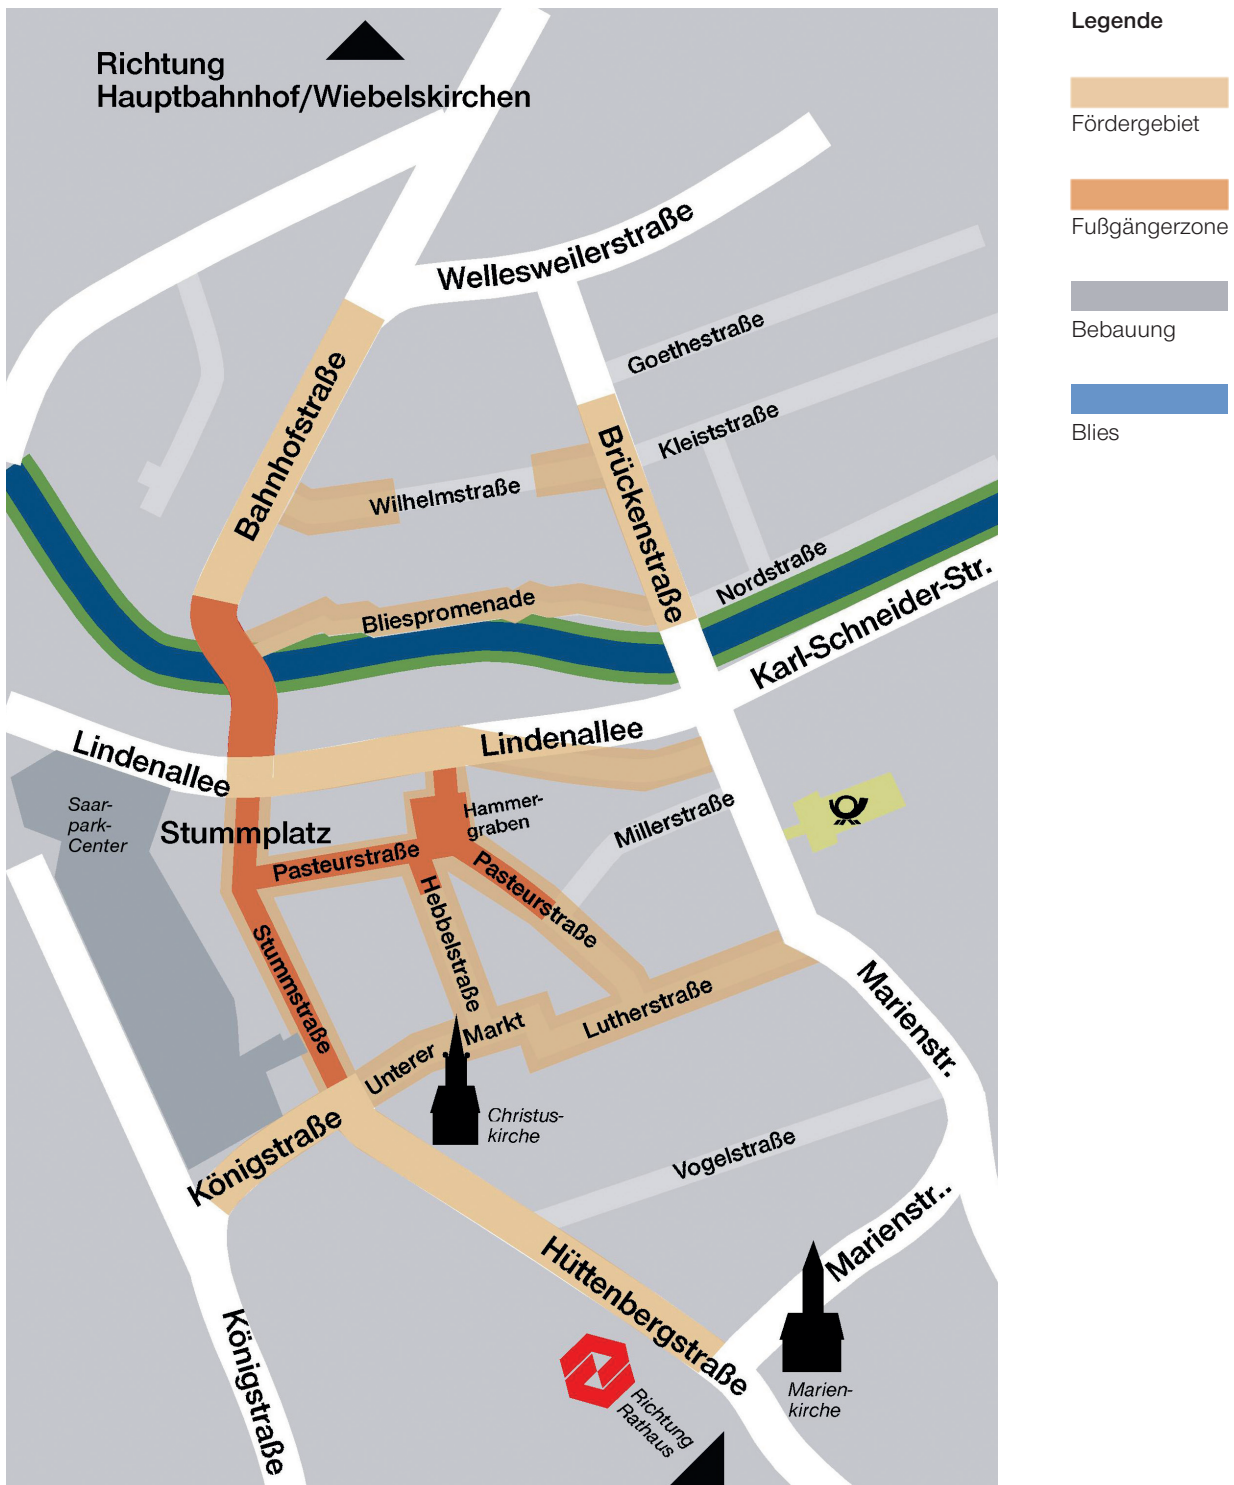 Richtung
Hauptbahnhof/Wiebelskirchen
Legende
Fördergebiet
Fußgängerzone
Bebauung
Blies
Wellesweilerstraße
Goethestraße
Bahnhofstraße
Kleiststraße
Brückenstraße
Wilhelmstraße
Nordstraße
Bliespromenade
Karl-Schneider-Str.
Lindenallee
Lindenallee
Saar-
park-
Center
Stummplatz
Hammer-
graben
Millerstraße
Pasteurstraße
Pasteurstraße
Hebbelstraße
Stummstraße
Lutherstraße
Marienstr.
Unterer Markt
Christus-
kirche
Königstraße
Vogelstraße
Marienstr..
Hüttenbergstraße
Königstraße
Marien-
kirche
Richtung
Rathaus